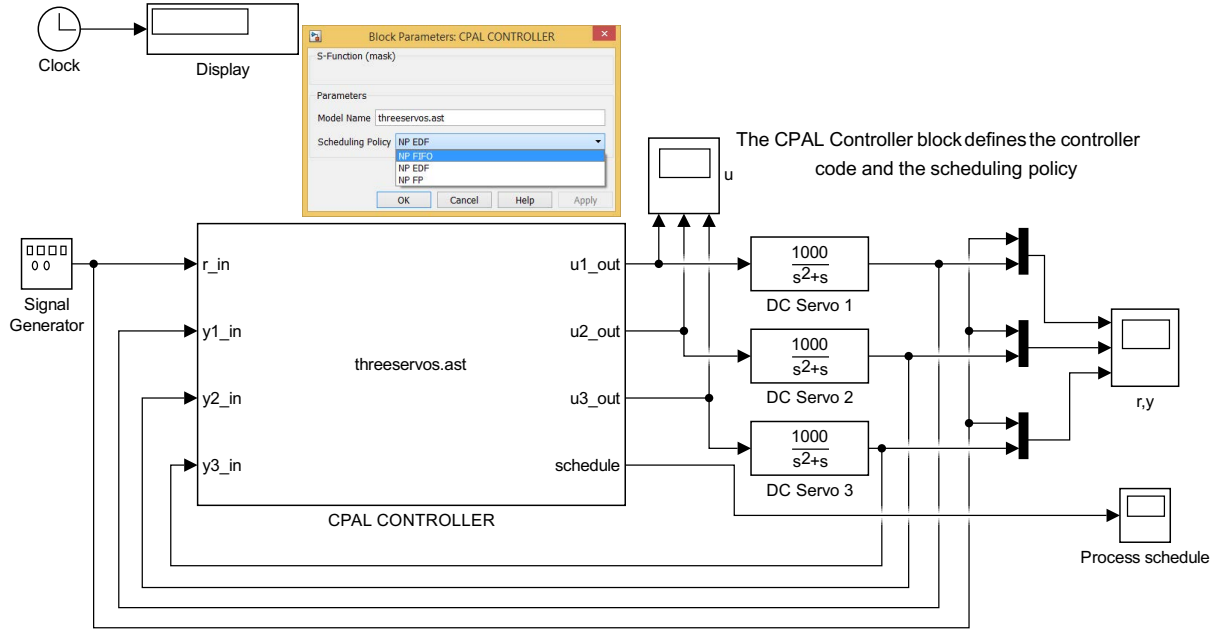 Clock
Display
Block Parameters: CPAL CONTROLLER
S-Function (mask)
Parameters
Model Name threeservos.ast
Scheduling Policy NP EDF
NP FIFO
NP EDF
NP FP
OK Cancel Help Apply
The CPAL Controller block defines the controller
code and the scheduling policy
u
Signal
Generator
r_in
y1_in
y2_in
y3_in
threeservos.ast
u1_out
u2_out
u3_out
schedule
CPAL CONTROLLER
1000
s2+s
DC Servo 1
1000
s2+s
DC Servo 2
1000
s2+s
DC Servo 3
r,y
Process schedule